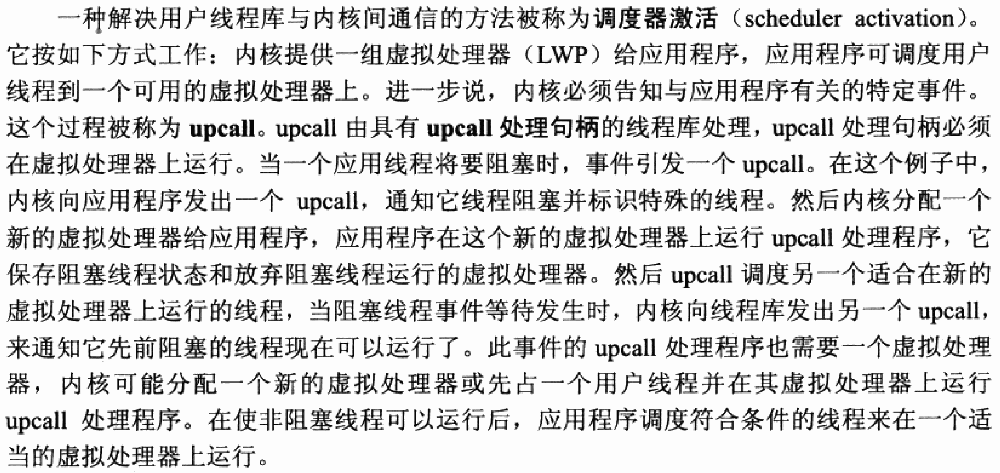 一种解决用户线程库与内核间通信的方法被称为调度器激活（scheduler activation）。
它按如下方式工作：内核提供一组虚拟处理器（LWP）给应用程序，应用程序可调度用户
线程到一个可用的虚拟处理器上。进一步说，内核必须告知与应用程序有关的特定事件。
这个过程被称为 upcall。upcall 由具有 upcall 处理句柄的线程库处理，upcall 处理句柄必须
在虚拟处理器上运行。当一个应用线程将要阻塞时，事件引发一个 upcall。在这个例子中，
内核向应用程序发出一个 upcall，通知它线程阻塞并标识特殊的线程。然后内核分配一个
新的虚拟处理器给应用程序，应用程序在这个新的虚拟处理器上运行 upcall 处理程序，它
保存阻塞线程状态和放弃阻塞线程运行的虚拟处理器。然后 upcall 调度另一个适合在新的
虚拟处理器上运行的线程，当阻塞线程事件等待发生时，内核向线程库发出另一个 upcall，
来通知它先前阻塞的线程现在可以运行了。此事件的 upcall 处理程序也需要一个虚拟处理
器，内核可能分配一个新的虚拟处理器或先占一个用户线程并在其虚拟处理器上运行
upcall 处理程序。在使非阻塞线程可以运行后，应用程序调度符合条件的线程来在一个适
当的虚拟处理器上运行。